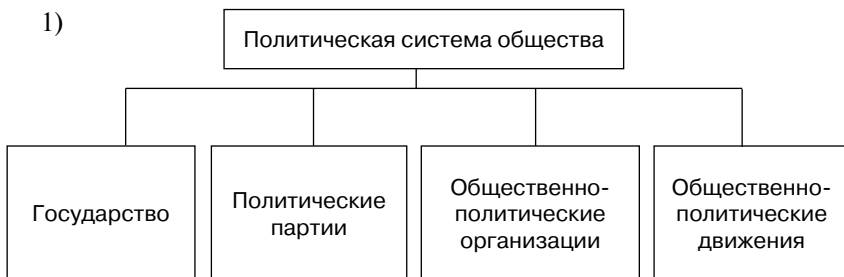 1)
Политическая система общества
Государство
Политические
партии
Общественно-
политические
организации
Общественно-
политические
движения